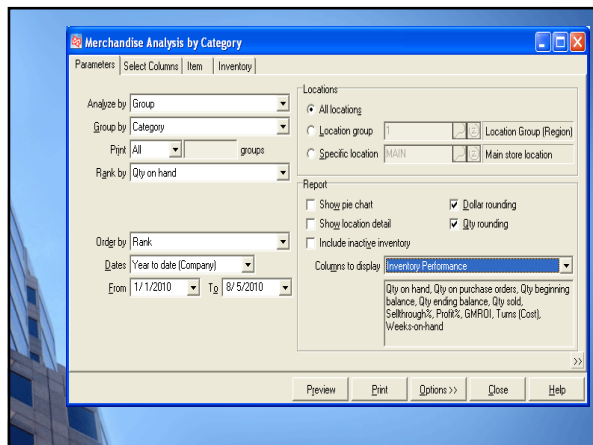 Merchandise Analysis by Category
Parameters Select Columns Item Inventory
Analyze by Group
Group by Category
Print All groups
Rank by Qty on hand
Order by Rank
Dates Year to date (Company)
From 1/ 1/2010 To 8/ 5/2010
Locations
All locations
Location group 1 Location Group (Region)
Specific location MAIN Main store location
Report
Show pie chart Dollar rounding
Show location detail Qty rounding
Include inactive inventory
Columns to display Inventory Performance
Qty on hand, Qty on purchase orders, Qty beginning
balance, Qty ending balance, Qty sold,
Sellthrough%, Profit%, GMROI, Turns (Cost),
Weeks-on-hand
>>
Preview Print Options >> Close Help